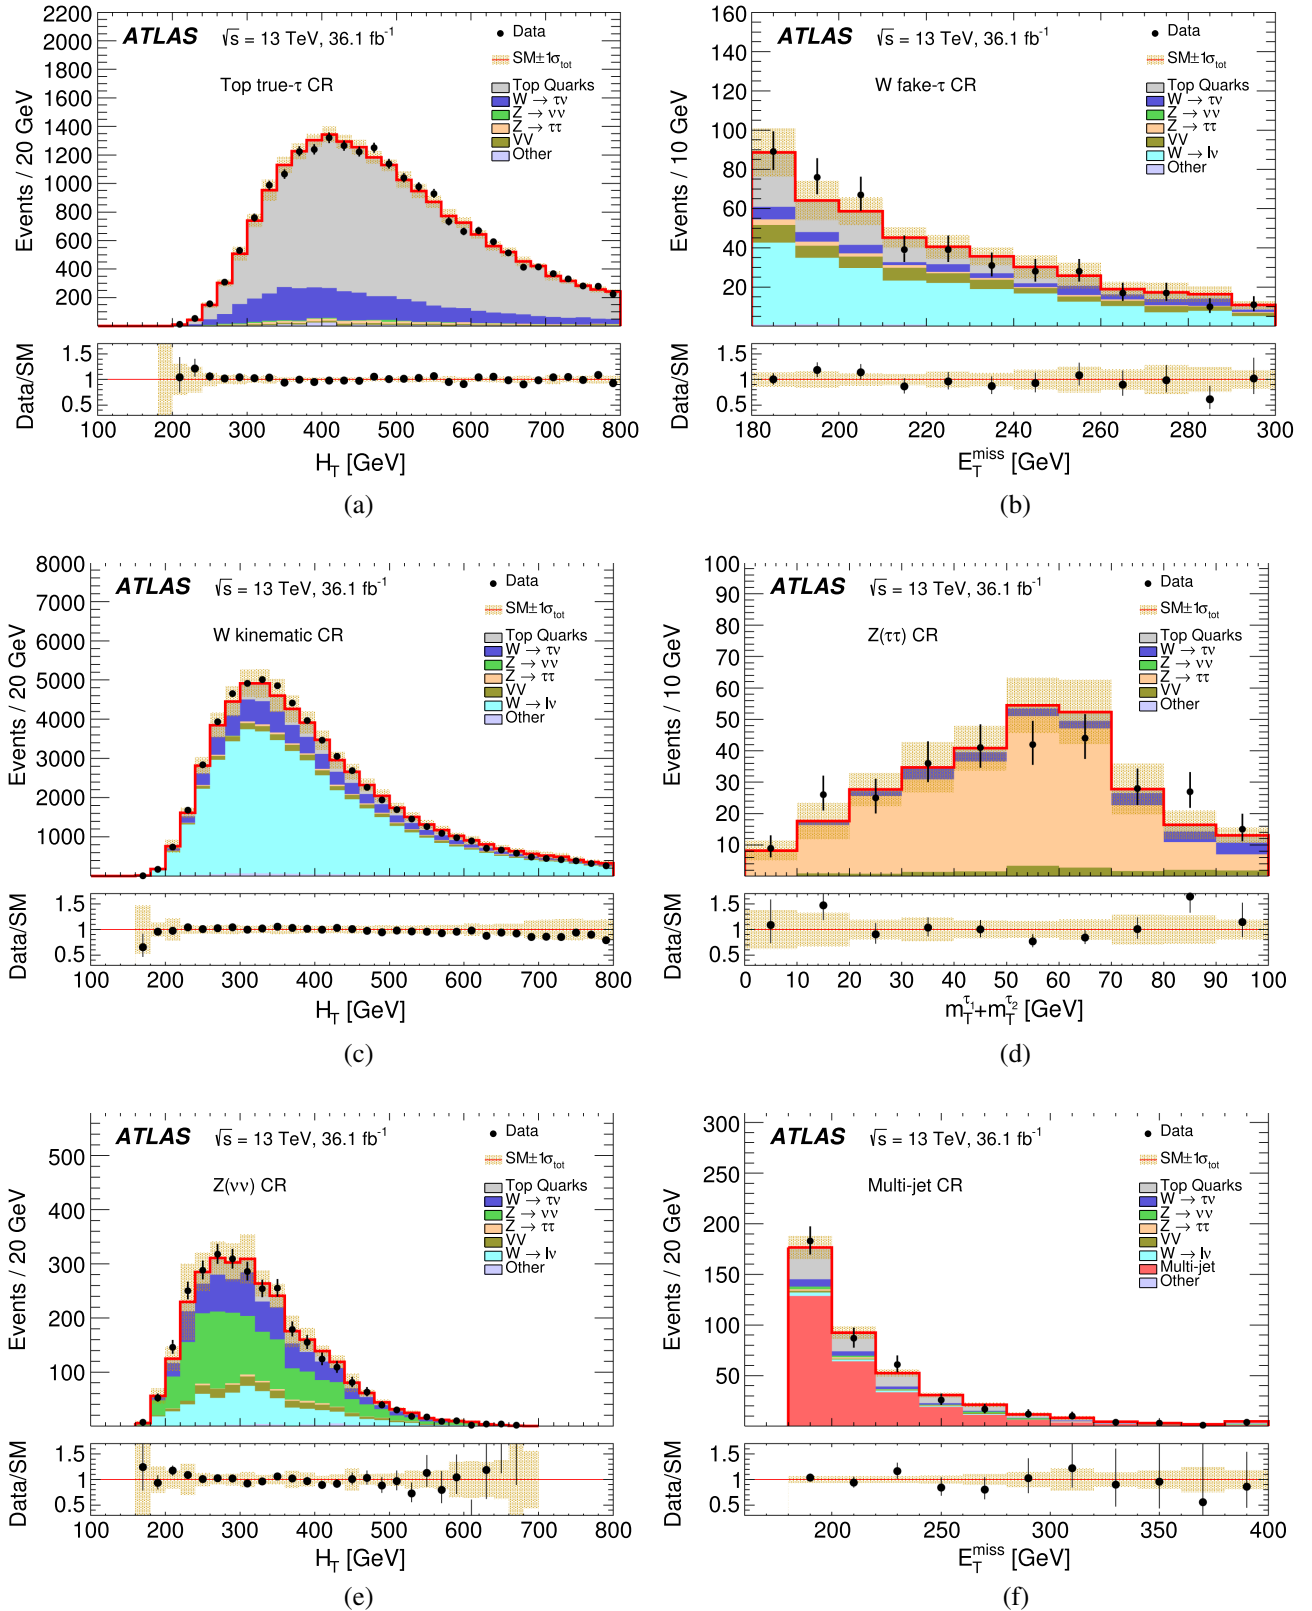 ATLAS √s = 13 TeV, 36.1 fb⁻¹
Top true-τ CR
Data
SM±1σtot
Top Quarks
W → τν
Z → νν
Z → ττ
VV
Other
Events / 20 GeV
2200
2000
1800
1600
1400
1200
1000
800
600
400
200
Data/SM
1.5
1
0.5
100 200 300 400 500 600 700 800
H_T [GeV]
(a)
ATLAS √s = 13 TeV, 36.1 fb⁻¹
W fake-τ CR
Data
SM±1σtot
Top Quarks
W → τν
Z → νν
Z → ττ
VV
W → lν
Other
Events / 10 GeV
160
140
120
100
80
60
40
20
Data/SM
1.5
1
0.5
180 200 220 240 260 280 300
E_T^miss [GeV]
(b)
ATLAS √s = 13 TeV, 36.1 fb⁻¹
W kinematic CR
Data
SM±1σtot
Top Quarks
W → τν
Z → νν
Z → ττ
VV
W → lν
Other
Events / 20 GeV
8000
7000
6000
5000
4000
3000
2000
1000
Data/SM
1.5
1
0.5
100 200 300 400 500 600 700 800
H_T [GeV]
(c)
ATLAS √s = 13 TeV, 36.1 fb⁻¹
Z(ττ) CR
Data
SM±1σtot
Top Quarks
W → τν
Z → νν
Z → ττ
VV
W → lν
Other
Events / 10 GeV
100
90
80
70
60
50
40
30
20
10
Data/SM
1.5
1
0.5
0 10 20 30 40 50 60 70 80 90 100
m_T^τ₁+m_T^τ₂ [GeV]
(d)
ATLAS √s = 13 TeV, 36.1 fb⁻¹
Z(νν) CR
Data
SM±1σtot
Top Quarks
W → τν
Z → νν
Z → ττ
VV
W → lν
Other
Events / 20 GeV
500
400
300
200
100
Data/SM
1.5
1
0.5
100 200 300 400 500 600 700 800
H_T [GeV]
(e)
ATLAS √s = 13 TeV, 36.1 fb⁻¹
Multi-jet CR
Data
SM±1σtot
Top Quarks
W → τν
Z → νν
Z → ττ
VV
W → lν
Multi-jet
Other
Events / 20 GeV
300
250
200
150
100
50
Data/SM
1.5
1
0.5
200 250 300 350 400
E_T^miss [GeV]
(f)